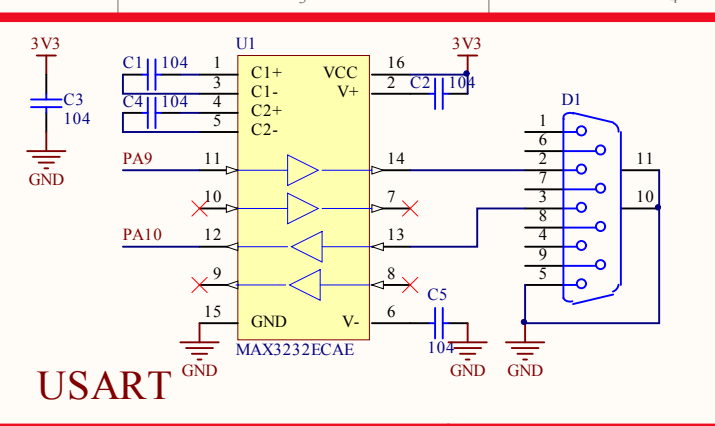 3V3
U1
3V3
C1
104
1
C1+
VCC
16
3
C1-
V+
2
C2
104
C3
104
C4
104
4
C2+
5
C2-
D1
1
6
GND
PA9
11
14
2
11
7
10
7
3
10
8
PA10
12
13
4
9
9
8
5
15
GND
V-
6
C5
104
GND
MAX3232ECAE
GND
GND
USART